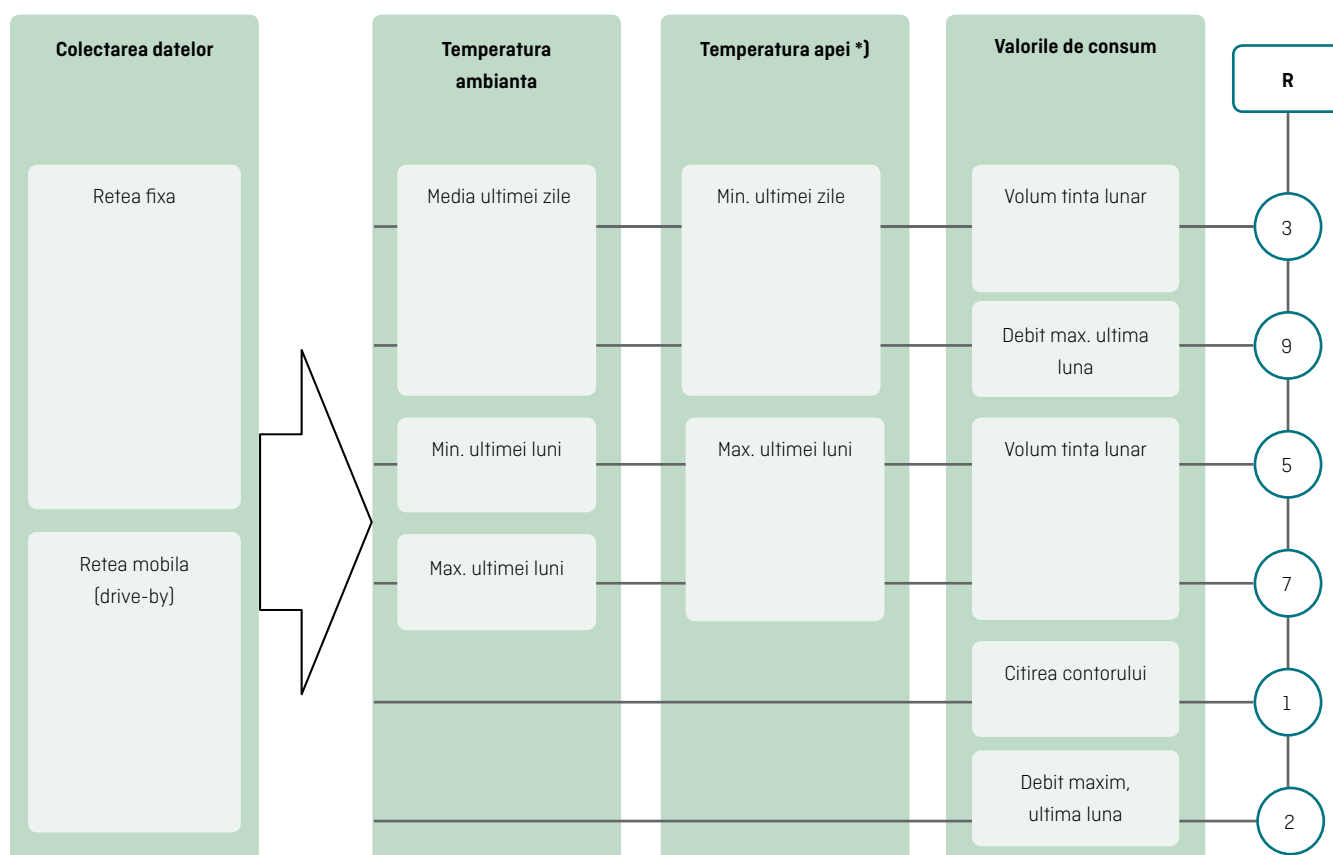 Colectarea datelor
Temperatura
ambianta
Temperatura apei *)
Valorile de consum
R
Retea fixa
Media ultimei zile
Min. ultimei zile
Volum tinta lunar
3
Debit max. ultima
luna
9
Min. ultimei luni
Max. ultimei luni
Volum tinta lunar
5
Retea mobila
(drive-by)
Max. ultimei luni
7
Citirea contorului
1
Debit maxim,
ultima luna
2